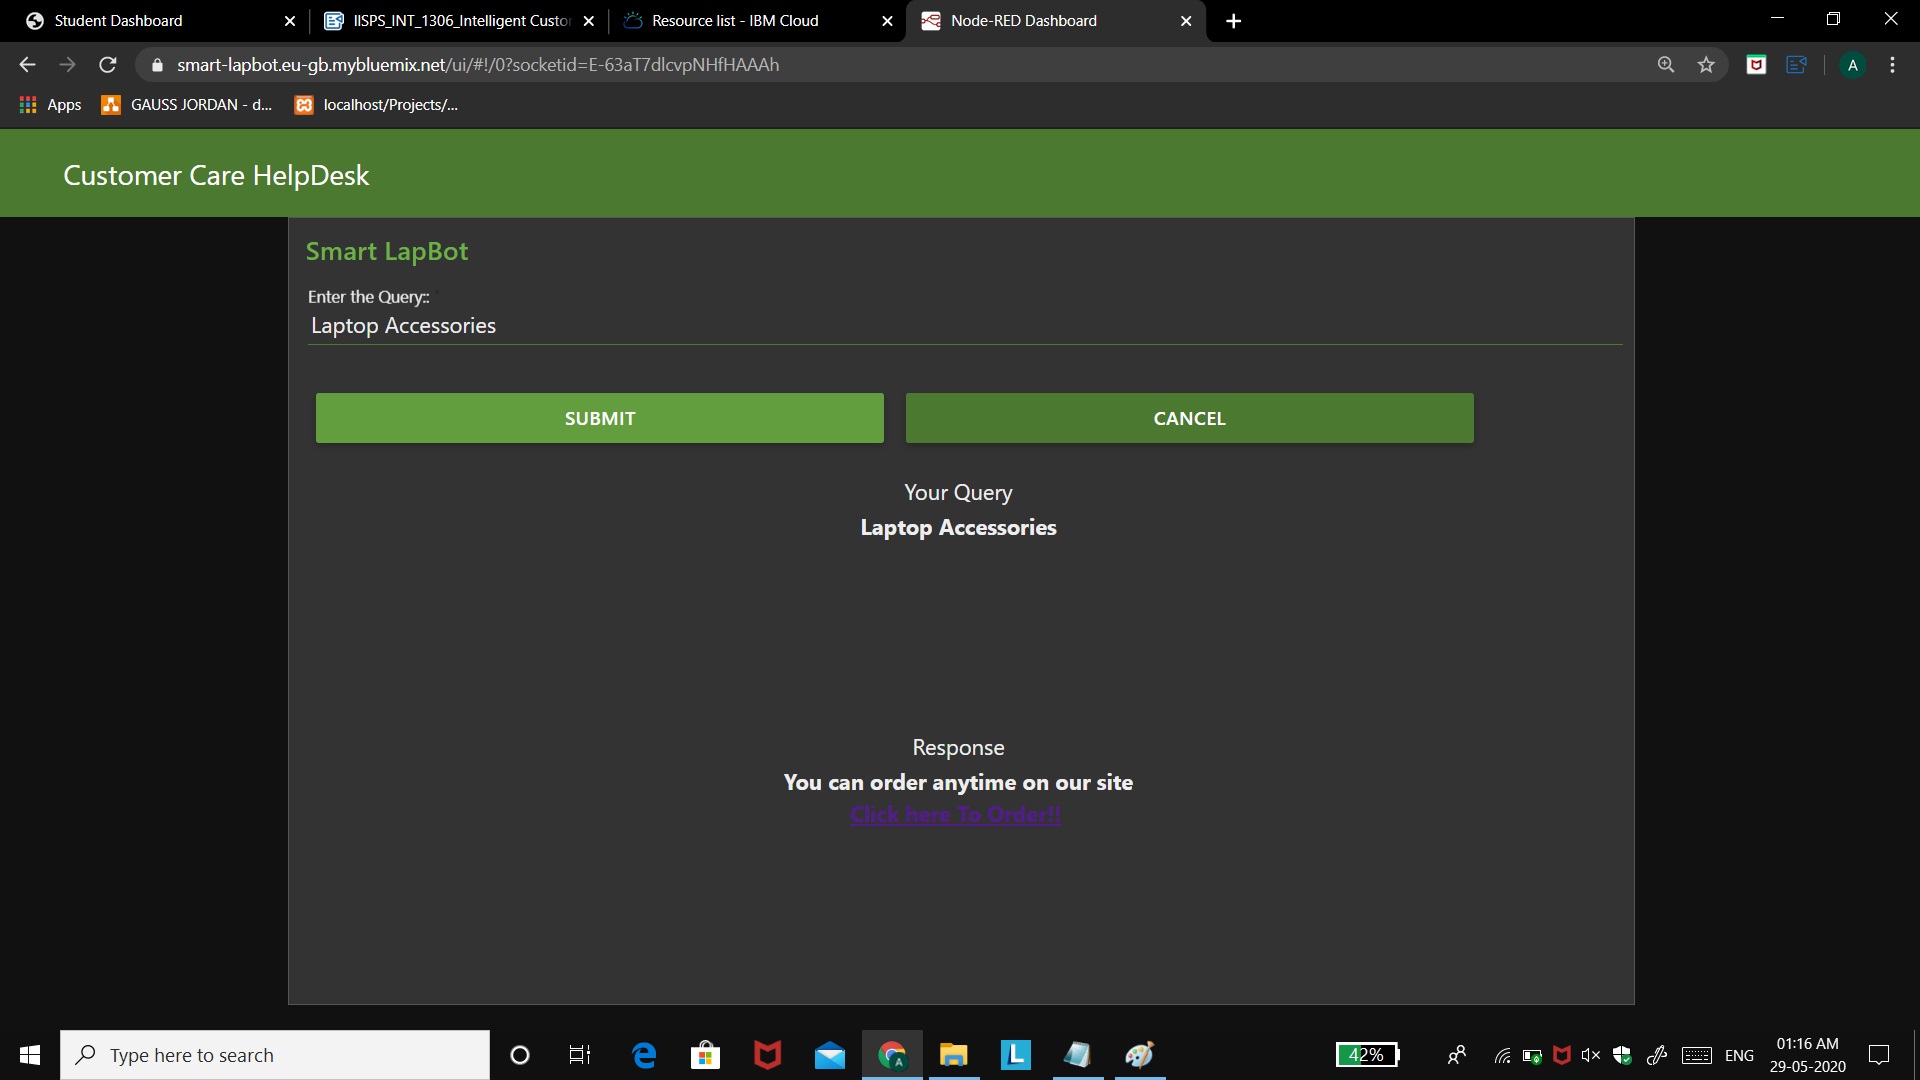 Student Dashboard
IISPS_INT_1306_Intelligent Custo
Resource list - IBM Cloud
Node-RED Dashboard
smart-lapbot.eu-gb.mybluemix.net/ui/#!/0?socketid=E-63aT7dlcvpNHfHAAAh
A
Apps
GAUSS JORDAN - d...
localhost/Projects/...
Customer Care HelpDesk
Smart LapBot
Enter the Query::
Laptop Accessories
SUBMIT
CANCEL
Your Query
Laptop Accessories
Response
You can order anytime on our site
Click here To Order!!
Type here to search
A
L
42%
ENG
01:16 AM
29-05-2020